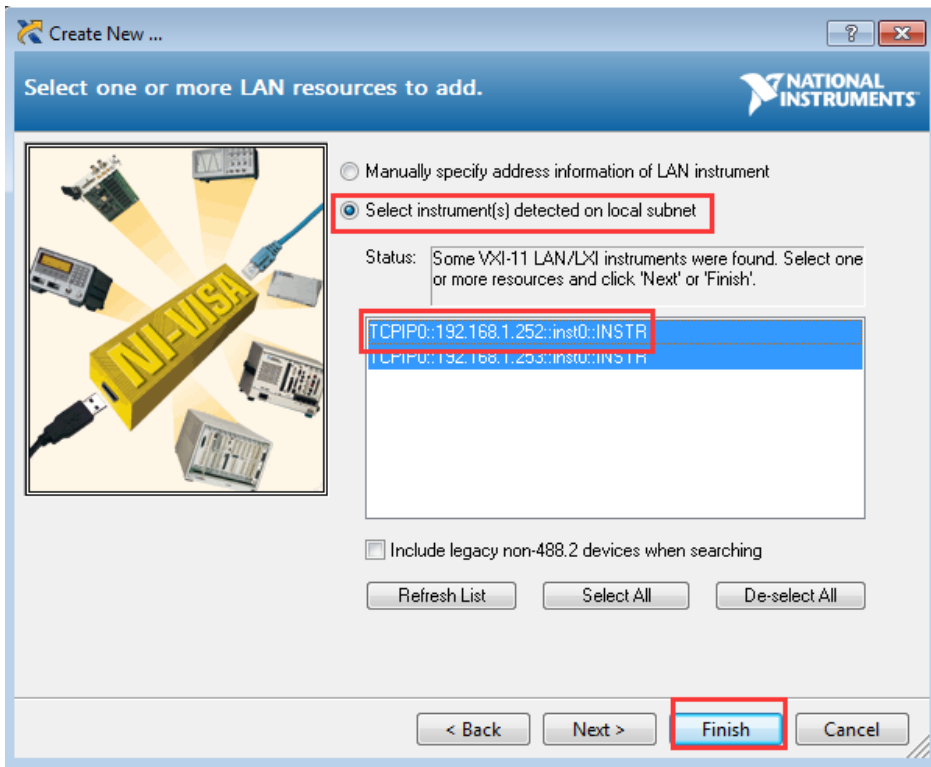 Create New ...
Select one or more LAN resources to add.
NATIONAL
INSTRUMENTS
Manually specify address information of LAN instrument
Select instrument(s) detected on local subnet
Status: Some VXI-11 LAN/LXI instruments were found. Select one
or more resources and click 'Next' or 'Finish'.
TCPIP0::192.168.1.252::inst0::INSTR
TCPIP0::192.168.1.253::inst0::INSTR
NI-VISA
Include legacy non-488.2 devices when searching
Refresh List Select All De-select All
< Back Next > Finish Cancel